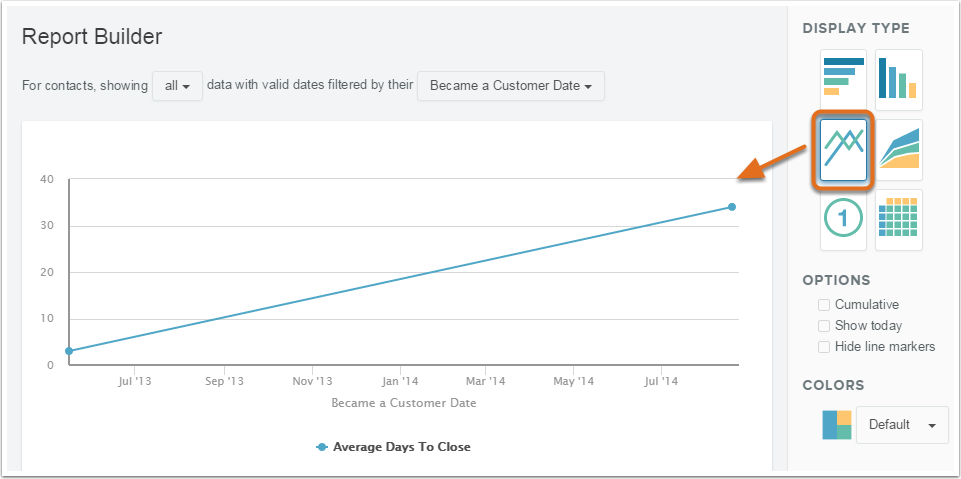 Report Builder
For contacts, showing all data with valid dates filtered by their Became a Customer Date
40
30
20
10
0
Jul '13 Sep '13 Nov '13 Jan '14 Mar '14 May '14 Jul '14
Became a Customer Date
Average Days To Close
DISPLAY TYPE
1
OPTIONS
Cumulative
Show today
Hide line markers
COLORS
Default